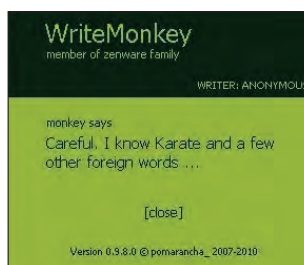 WriteMonkey
member of zenware family
WRITER: ANONYMOUS
monkey says
Careful. I know Karate and a few
other foreign words ...
[close]
Version 0.9.8.0 © pomarancha_ 2007-2010